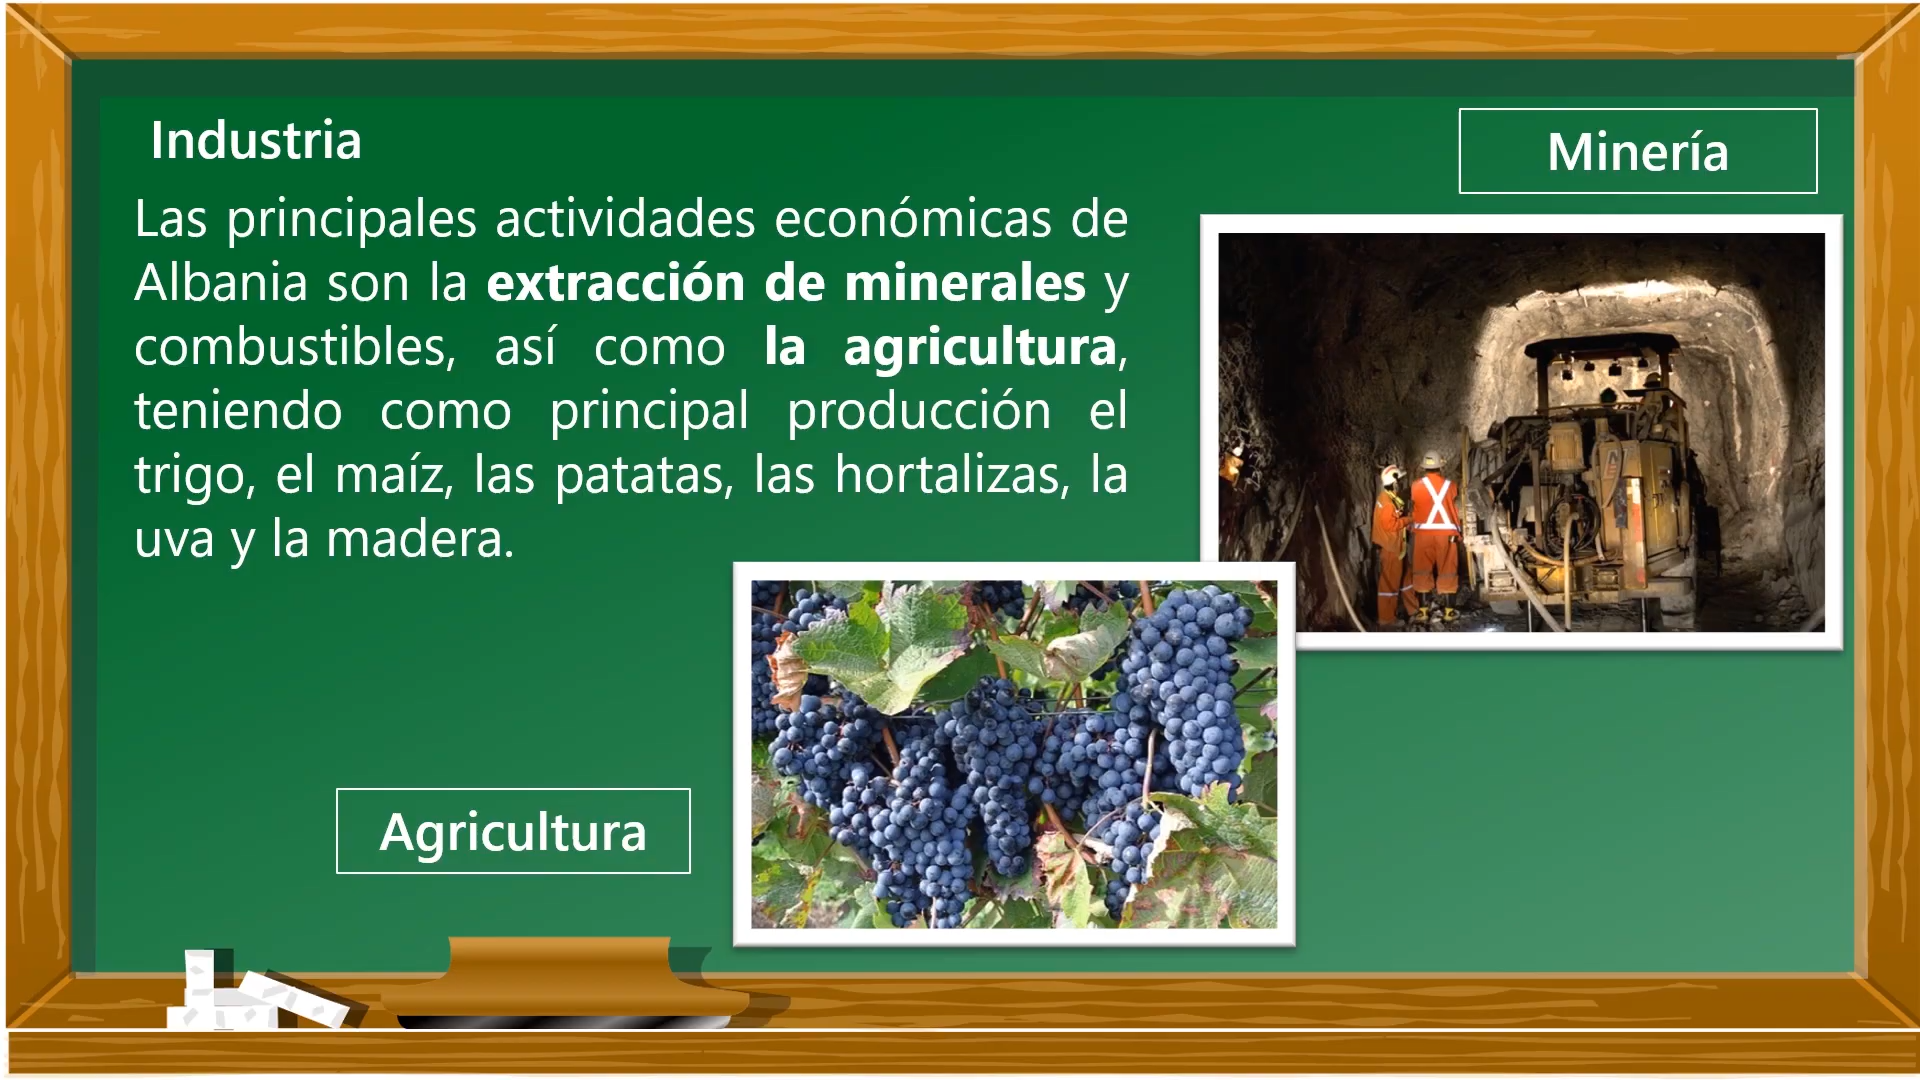 Industria
Minería
Las principales actividades económicas de
Albania son la extracción de minerales y
combustibles, así como la agricultura,
teniendo como principal producción el
trigo, el maíz, las patatas, las hortalizas, la
uva y la madera.
Agricultura